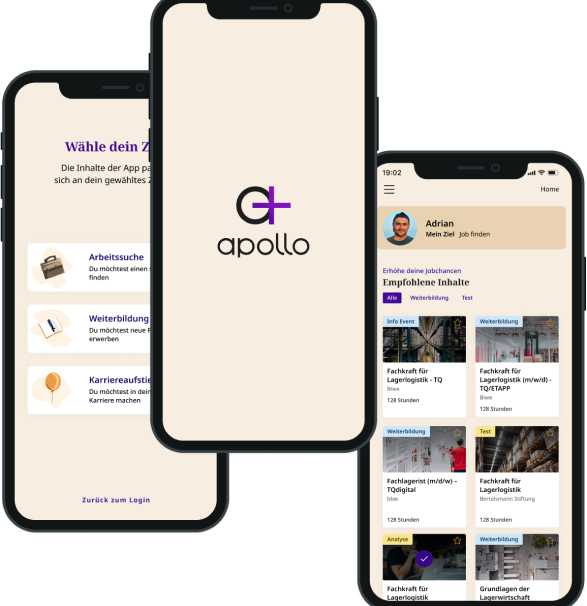 Wähle dein Z
Die Inhalte der App pa
sich an dein gewähltes Z
Arbeitssuche
Du möchtest einen
finden
Weiterbildung
Du möchtest neue F
erwerben
Karriereaufstie
Du möchtest in dein
Karriere machen
Zurück zum Login
apollo
19:02
Home
Adrian
Mein Ziel Job finden
Erhöhe deine Jobchancen
Empfohlene Inhalte
Alle Weiterbildung Test
Info Event
Fachkraft für
Lagerlogistik - TQ
Biwe
128 Stunden
Weiterbildung
Fachkraft für
Lagerlogistik (m/w/d) -
TQ/ETAPP
Biwe
128 Stunden
Weiterbildung
Fachlagerist (m/d/w) –
TQdigital
bbw
128 Stunden
Test
Fachkraft für
Lagerlogistik
Bertelsmann Stiftung
128 Stunden
Analyse
Fachkraft für
Lagerlogistik
Weiterbildung
Grundlagen der
Lagerwirtschaft